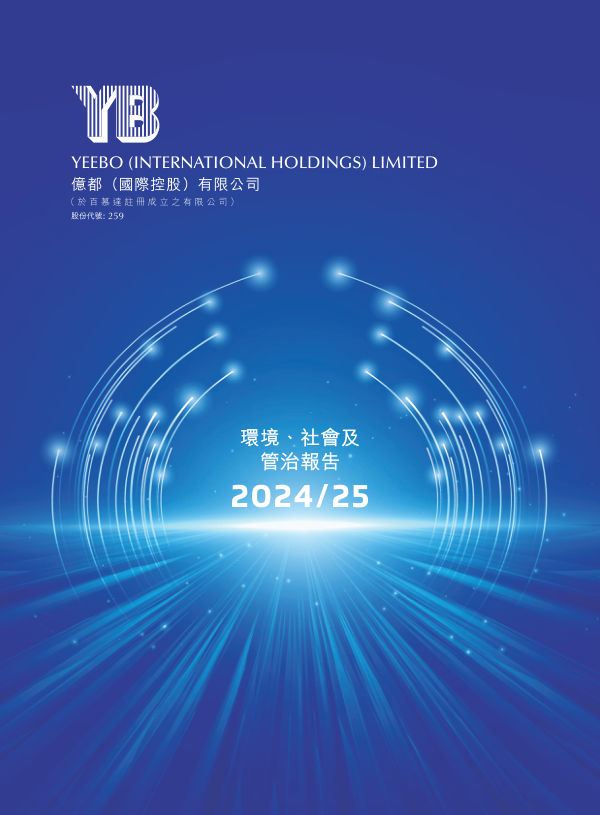 YB
YEEBO (INTERNATIONAL HOLDINGS) LIMITED
億都（國際控股）有限公司
（於百慕達註冊成立之有限公司）
股份代號: 259
環境、社會及
管治報告
2024/25